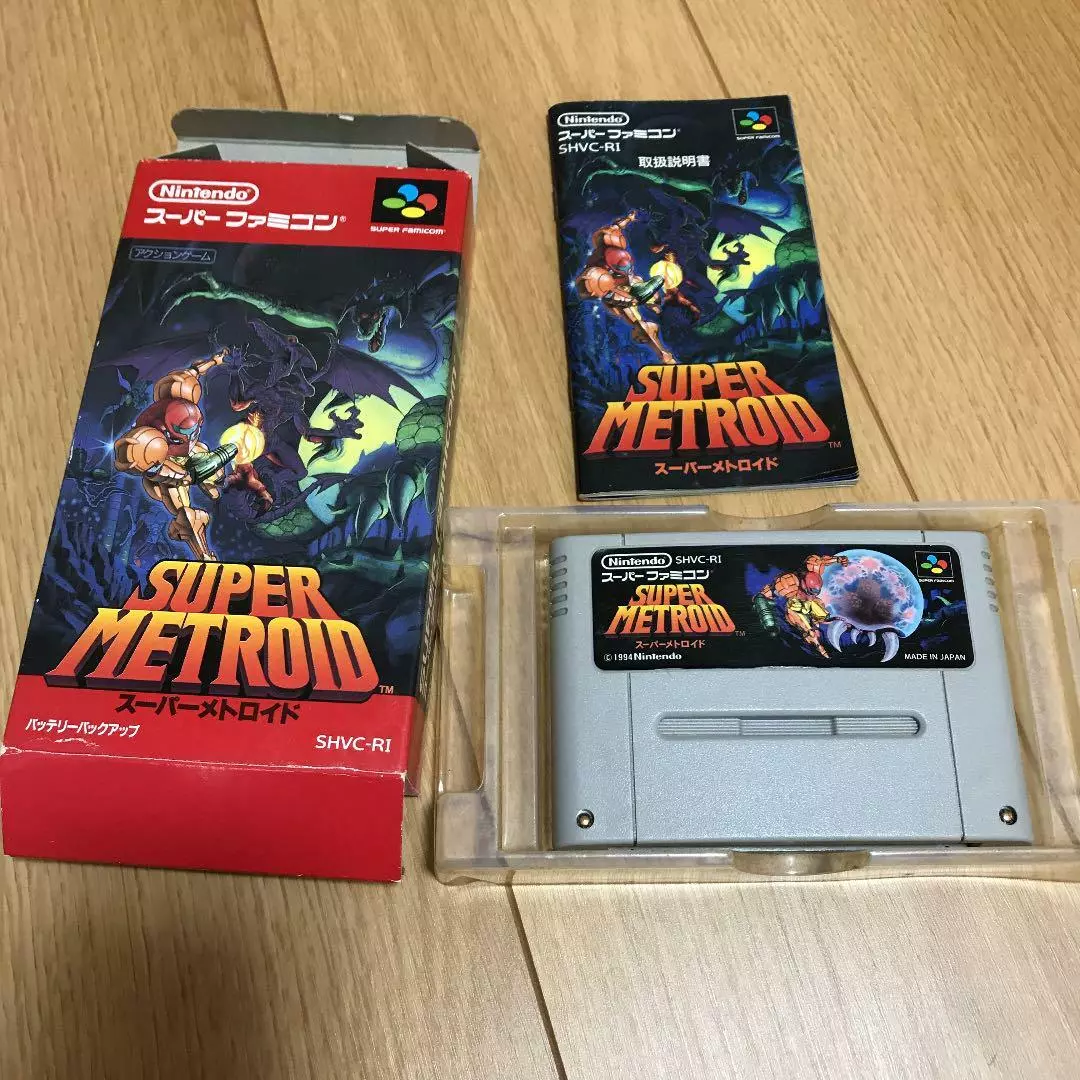 Nintendo®
スーパーファミコン®
SUPER FAMICOM™
アクションゲーム
SUPER
METROID™
スーパーメトロイド
バッテリーバックアップ
SHVC-RI
Nintendo
スーパーファミコン®
SHVC-RI
SUPER FAMICOM
取扱説明書
SUPER
METROID™
スーパーメトロイド
Nintendo SHVC-RI
スーパーファミコン
SUPER FAMICOM
SUPER
METROID™
スーパーメトロイド
©1994 Nintendo
MADE IN JAPAN